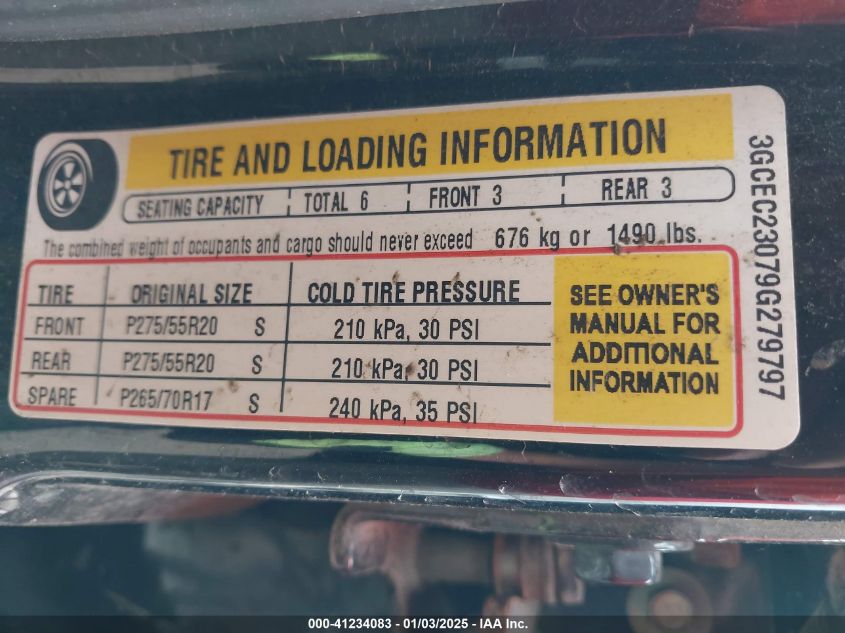 TIRE AND LOADING INFORMATION
SEATING CAPACITY TOTAL 6 FRONT 3 REAR 3
The combined weight of occupants and cargo should never exceed 676 kg or 1490 lbs.
TIRE ORIGINAL SIZE COLD TIRE PRESSURE
FRONT P275/55R20 S 210 kPa, 30 PSI
REAR P275/55R20 S 210 kPa, 30 PSI
SPARE P265/70R17 S 240 kPa, 35 PSI
SEE OWNER'S
MANUAL FOR
ADDITIONAL
INFORMATION
3GCEC23079G279797
000-41234083 - 01/03/2025 - IAA Inc.